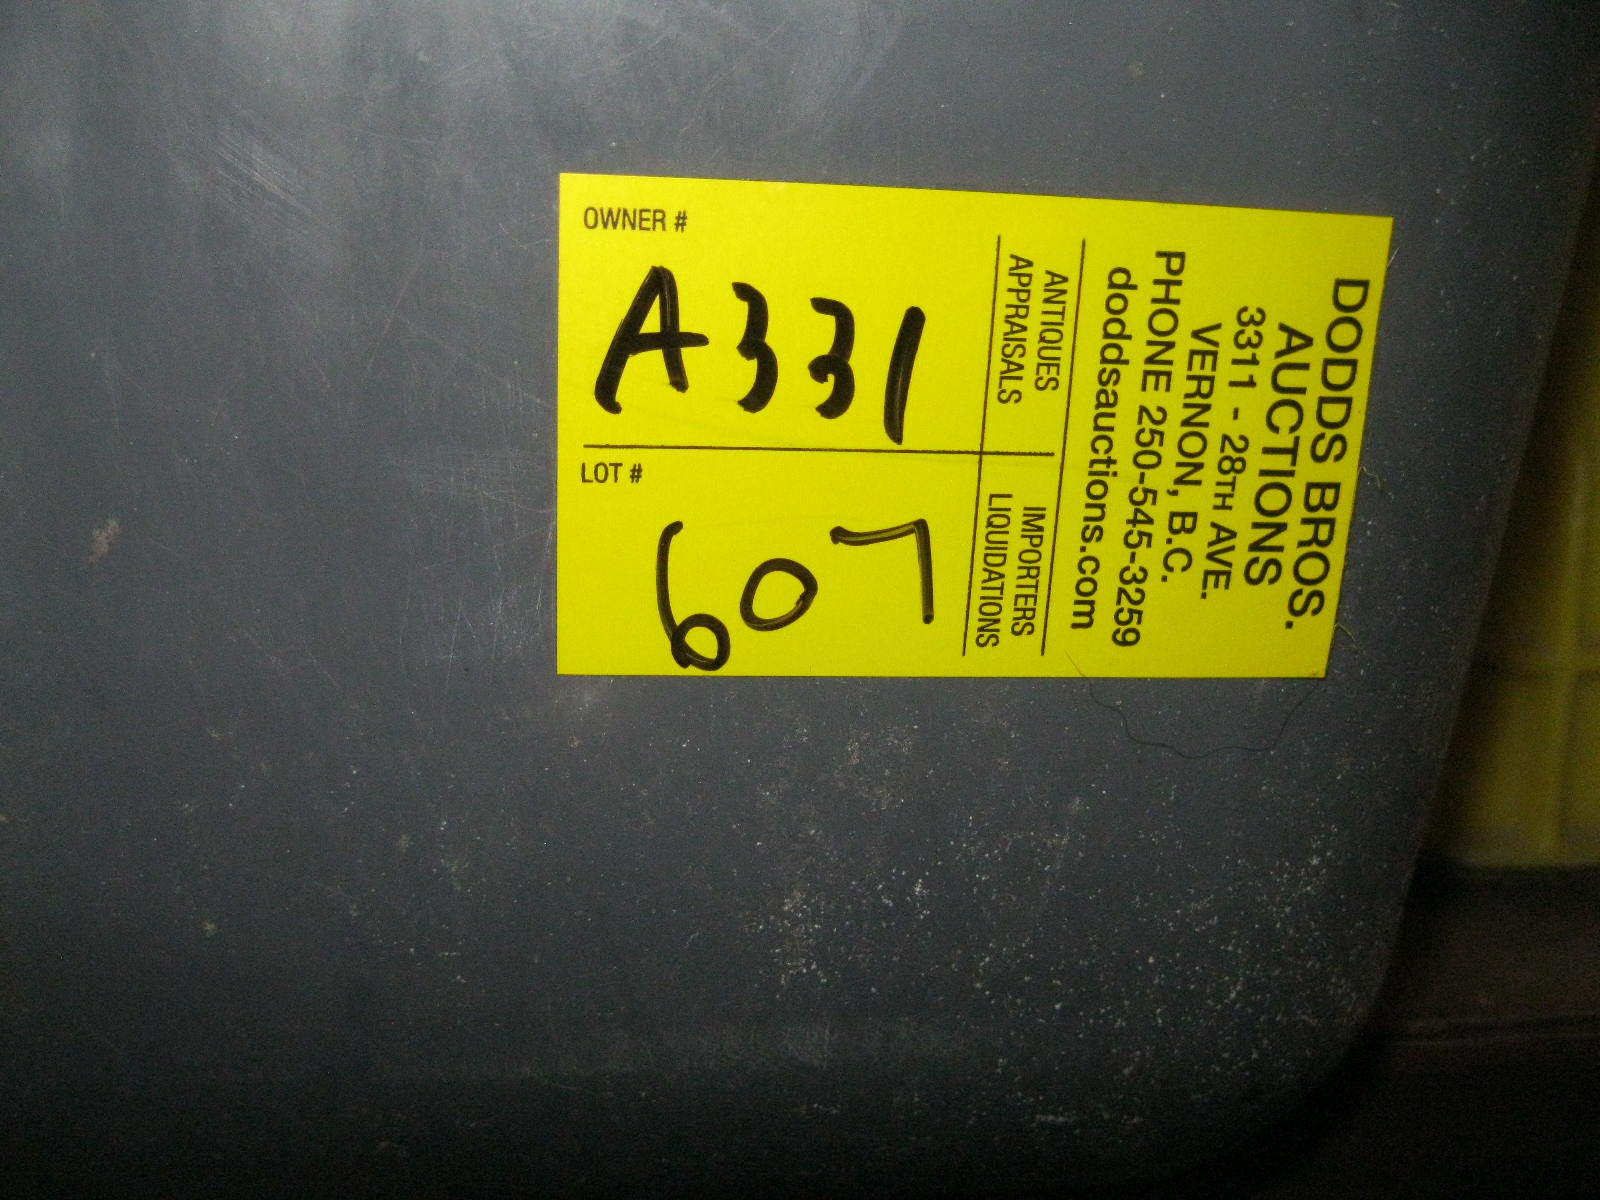 DODDS BROS.
AUCTIONS
3311 - 28TH AVE.
VERNON, B.C.
PHONE 250-545-3259
doddsauctions.com
ANTIQUES
APPRAISALS
IMPORTERS
LIQUIDATIONS
OWNER #
A331
LOT #
607